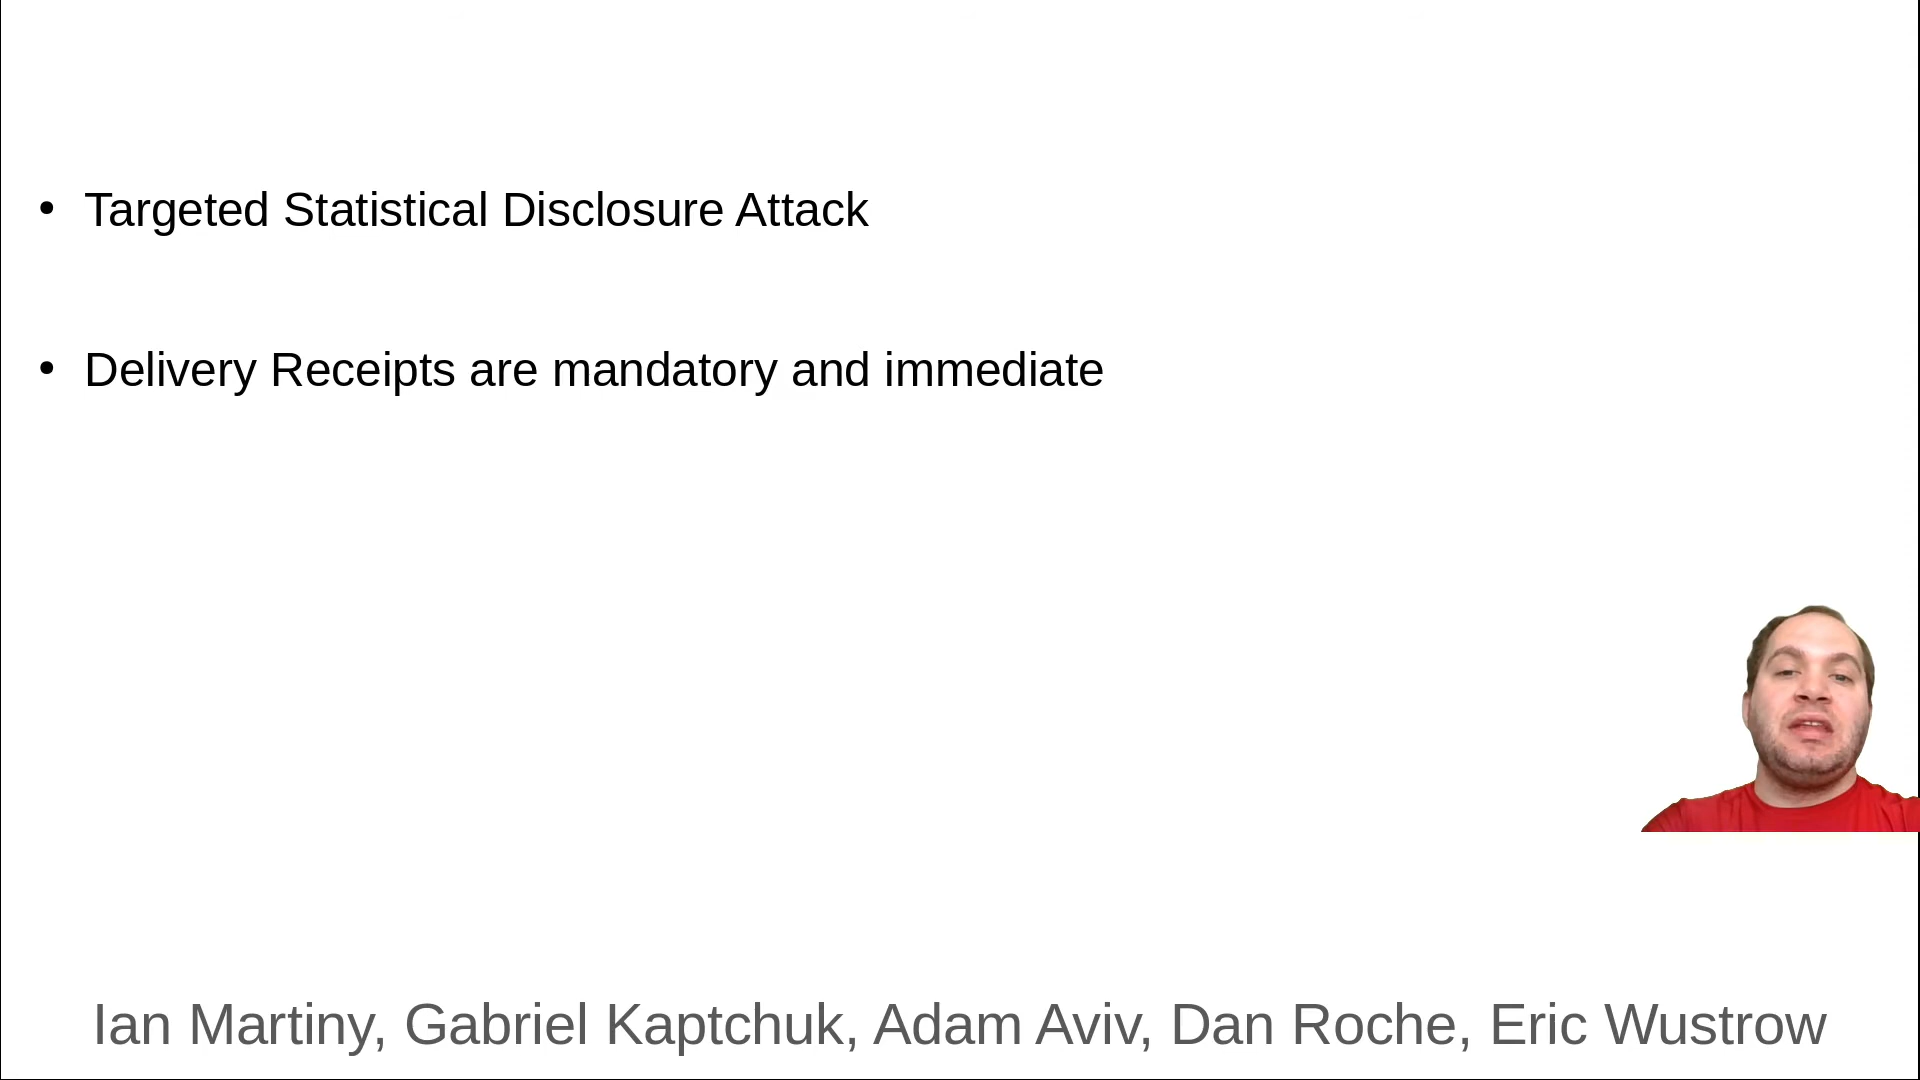 • Targeted Statistical Disclosure Attack
• Delivery Receipts are mandatory and immediate
Ian Martiny, Gabriel Kaptchuk, Adam Aviv, Dan Roche, Eric Wustrow